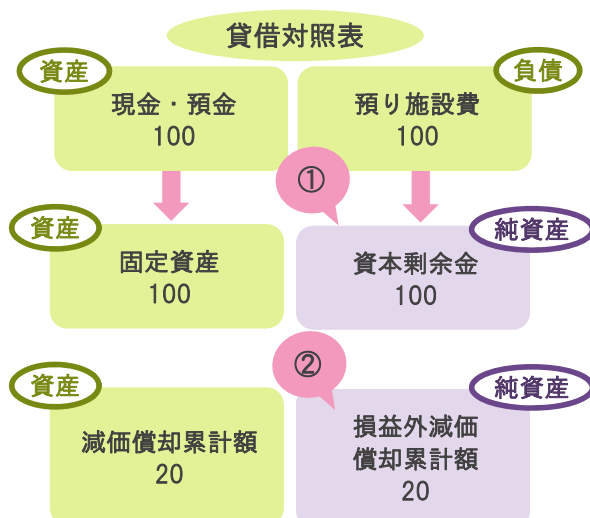 貸借対照表
資産
現金・預金
100
負債
預り施設費
100
①
資産
固定資産
100
純資産
資本剰余金
100
②
資産
減価償却累計額
20
純資産
損益外減価
償却累計額
20